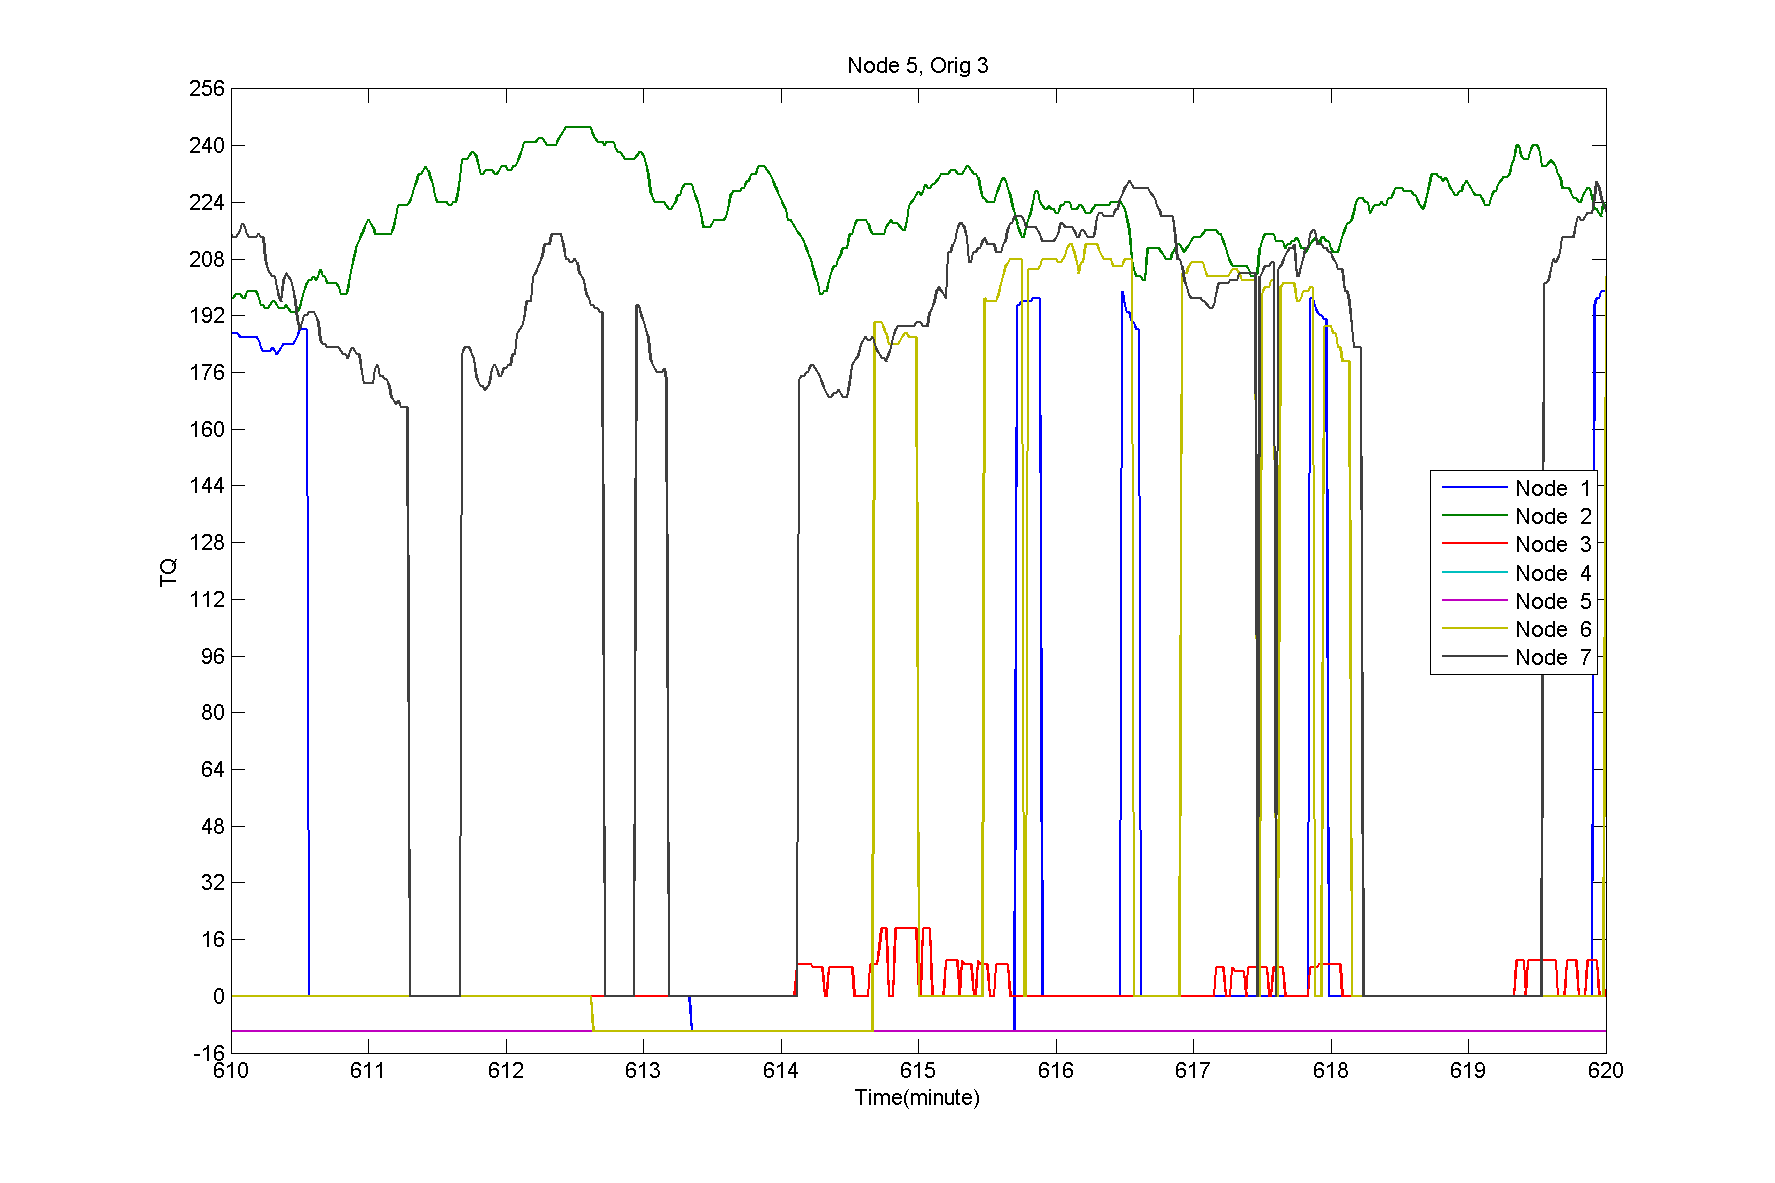 Node 5, Orig 3
256
240
224
208
192
176
160
144
128
112
96
80
64
48
32
16
0
-16
TQ
Node 1
Node 2
Node 3
Node 4
Node 5
Node 6
Node 7
610 611 612 613 614 615 616 617 618 619 620
Time(minute)